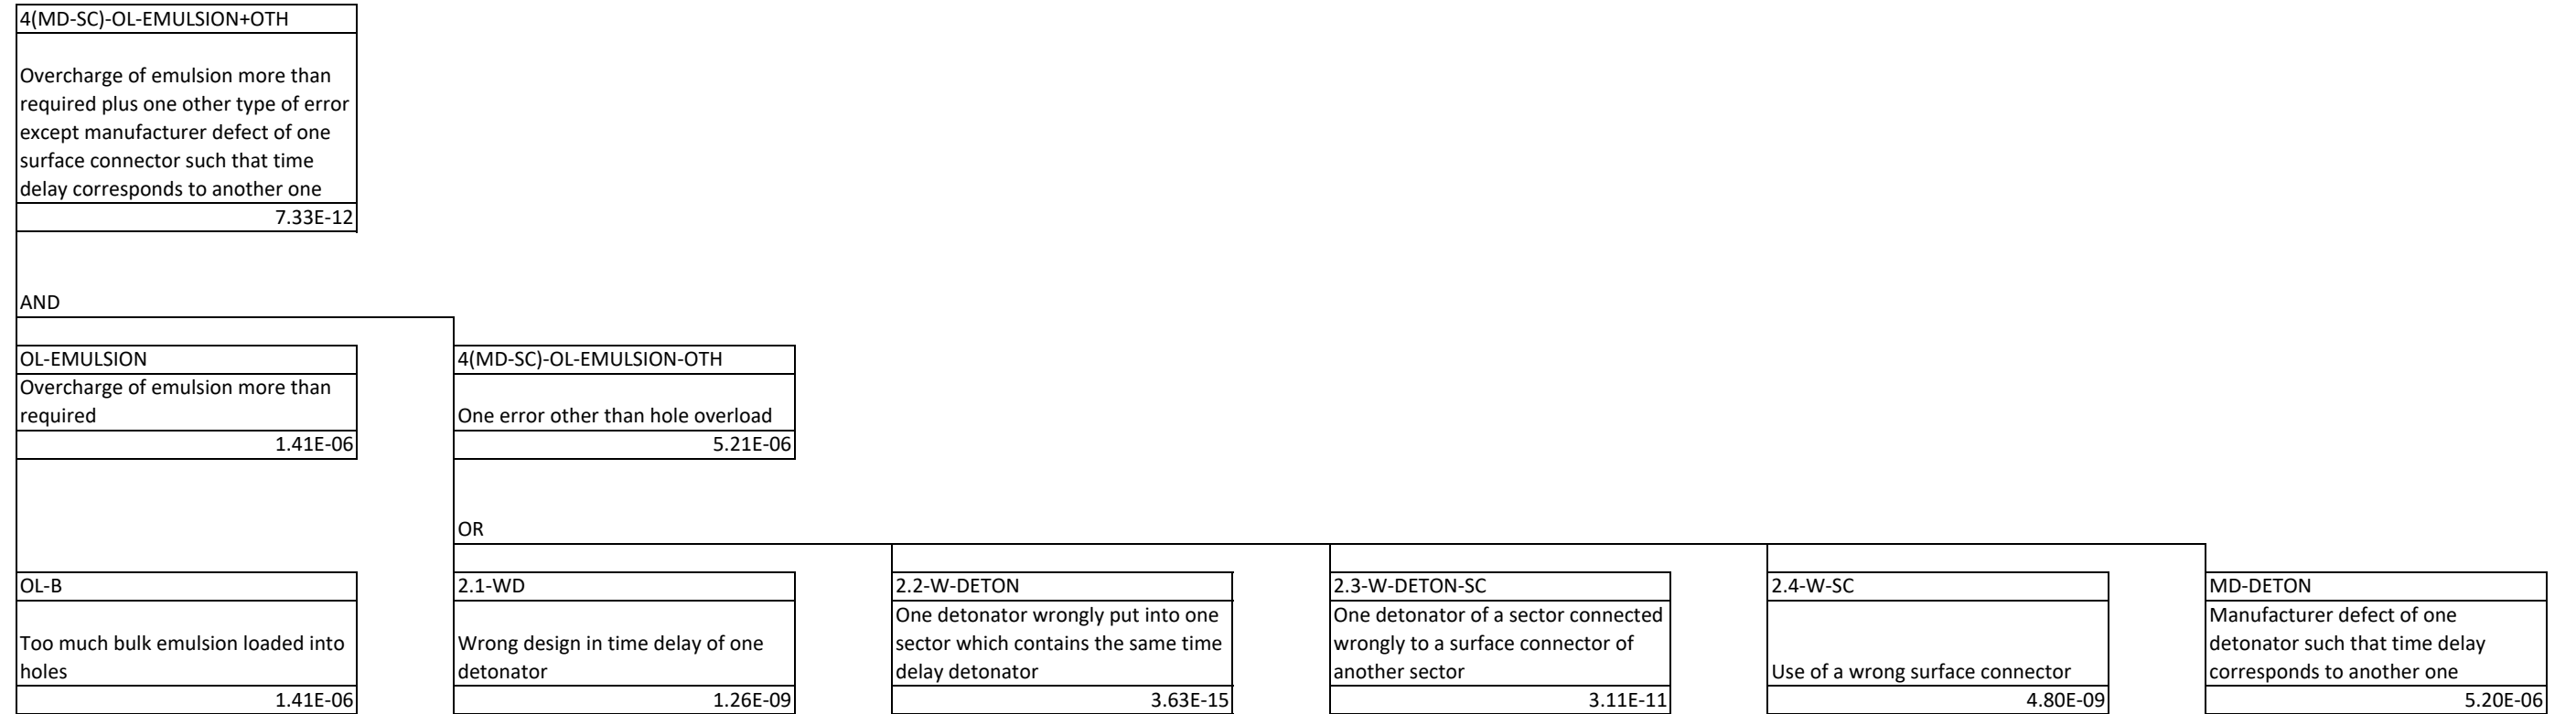 4(MD-SC)-OL-EMULSION+OTH
Overcharge of emulsion more than
required plus one other type of error
except manufacturer defect of one
surface connector such that time
delay corresponds to another one
7.33E-12
AND
OL-EMULSION
Overcharge of emulsion more than
required
1.41E-06
4(MD-SC)-OL-EMULSION-OTH
One error other than hole overload
5.21E-06
OR
OL-B
Too much bulk emulsion loaded into
holes
1.41E-06
2.1-WD
Wrong design in time delay of one
detonator
1.26E-09
2.2-W-DETON
One detonator wrongly put into one
sector which contains the same time
delay detonator
3.63E-15
2.3-W-DETON-SC
One detonator of a sector connected
wrongly to a surface connector of
another sector
3.11E-11
2.4-W-SC
Use of a wrong surface connector
4.80E-09
MD-DETON
Manufacturer defect of one
detonator such that time delay
corresponds to another one
5.20E-06